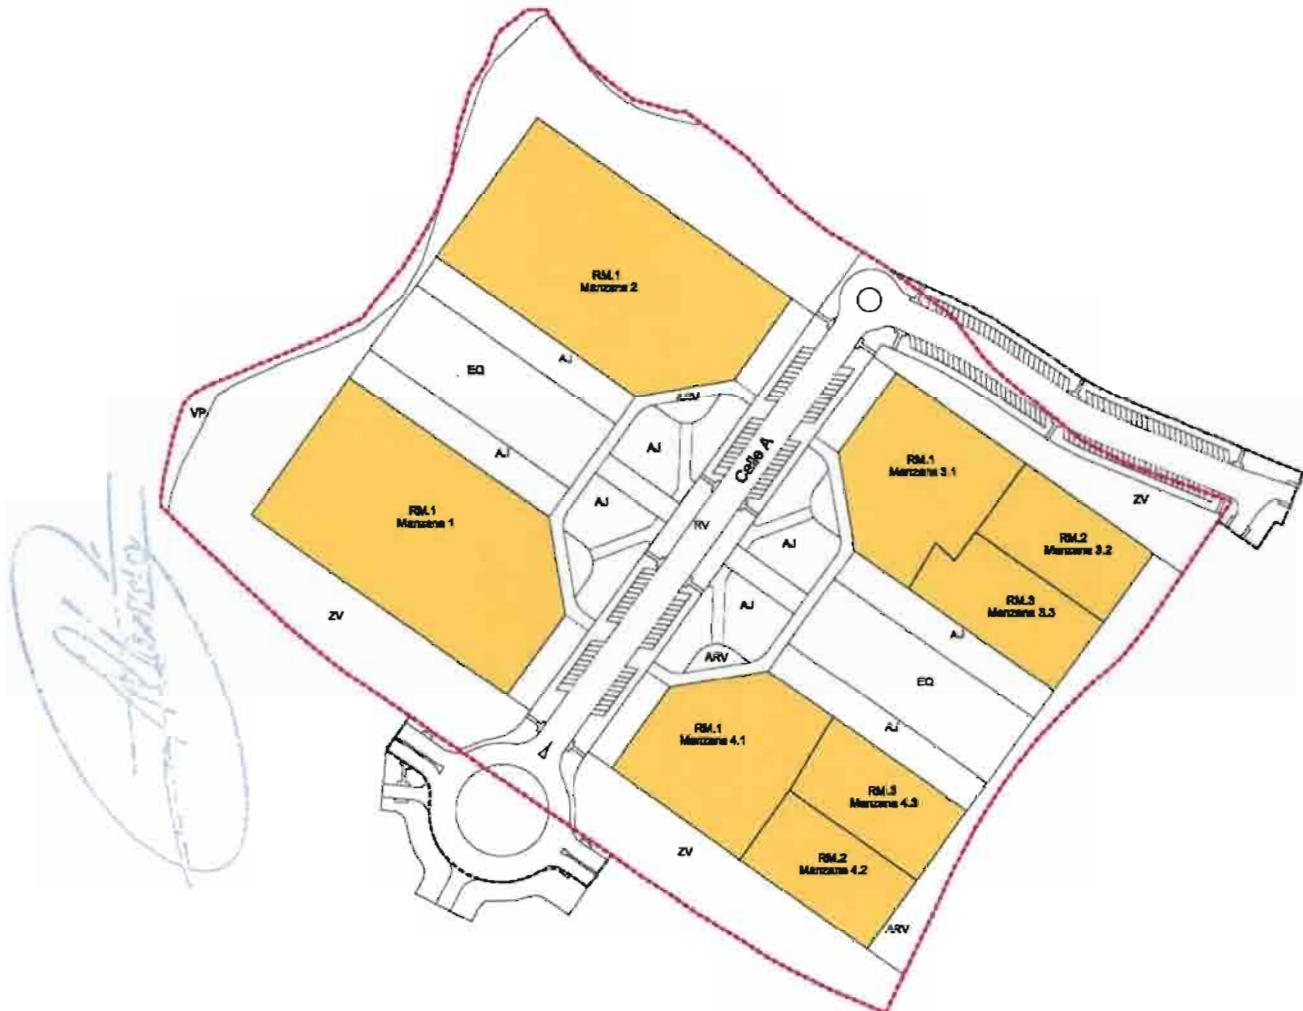 RM.1
Manzana 2
AJ
EQ
VP
AJ
RM.1
Manzana 1
ZV
ARV
AJ
AJ
Calle A
RV
RM.1
Manzana 3.1
ZV
RM.2
Manzana 3.2
RM.3
Manzana 3.3
AJ
AJ
AJ
ARV
EQ
AJ
RM.1
Manzana 4.1
RM.3
Manzana 4.3
RM.2
Manzana 4.2
ZV
ARV